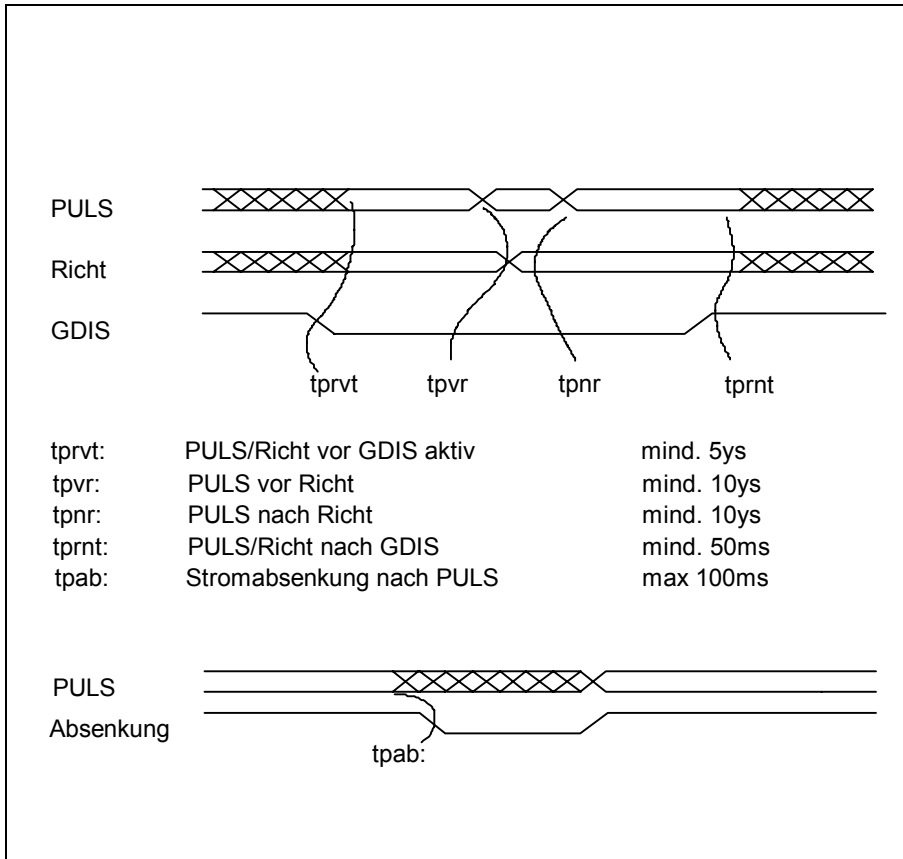 PULS
Richt
GDIS
tprvt tpvr tpnr tprnt
tprvt: PULS/Richt vor GDIS aktiv mind. 5ys
tpvr: PULS vor Richt mind. 10ys
tpnr: PULS nach Richt mind. 10ys
tprnt: PULS/Richt nach GDIS mind. 50ms
tpab: Stromabsenkung nach PULS max 100ms
PULS
Absenkung
tpab: